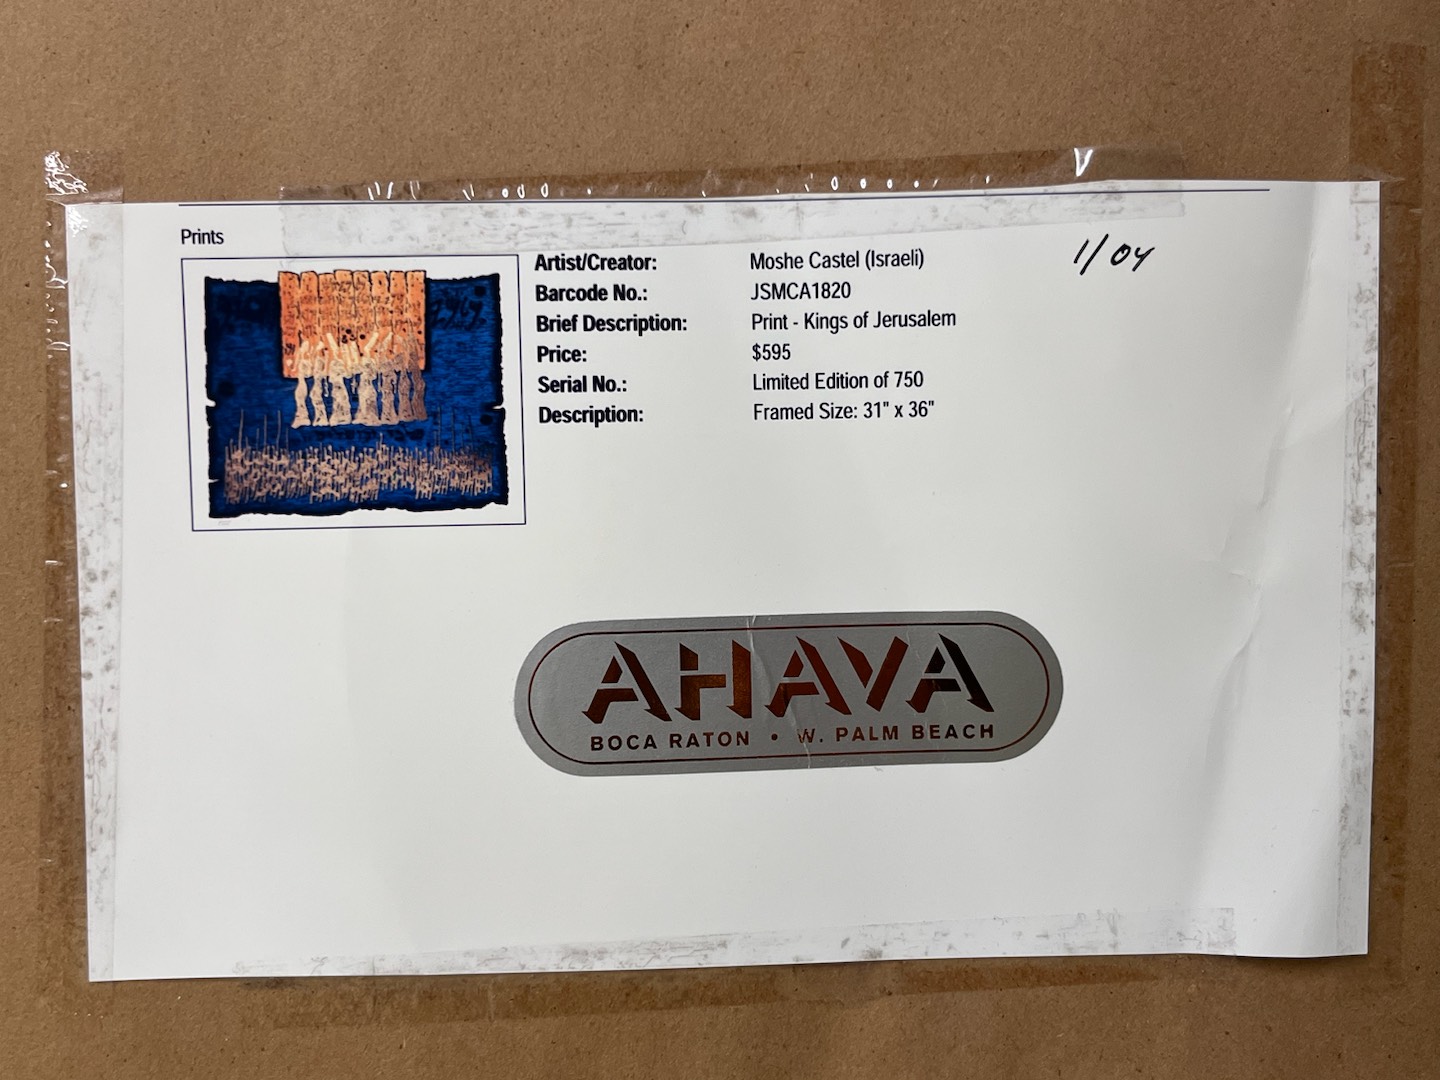 Prints
1/04
Artist/Creator: Moshe Castel (Israeli)
Barcode No.: JSMCA1820
Brief Description: Print - Kings of Jerusalem
Price: $595
Serial No.: Limited Edition of 750
Description: Framed Size: 31" x 36"
AHAVA
BOCA RATON • W. PALM BEACH